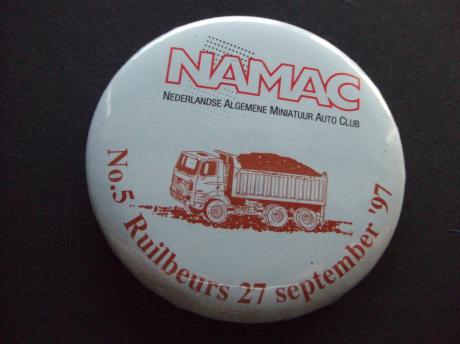 NAMAC
NEDERLANDSE ALGEMENE MINIATUUR AUTO CLUB
No.5 Ruilbeurs 27 september '97